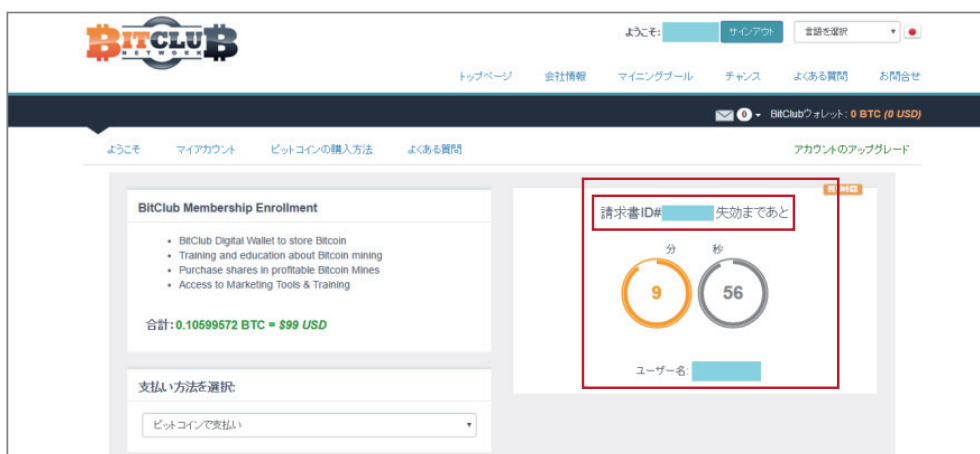 BITCLUB
NETWORK
ようこそ:
サインアウト
言語を選択
トップページ 会社情報 マイニングプール チャンス よくある質問 お問合せ
0 BitClubウォレット: 0 BTC (0 USD)
ようこそ マイアカウント ビットコインの購入方法 よくある質問 アカウントのアップグレード
BitClub Membership Enrollment
• BitClub Digital Wallet to store Bitcoin
• Training and education about Bitcoin mining
• Purchase shares in profitable Bitcoin Mines
• Access to Marketing Tools & Training
合計: 0.10599572 BTC = $99 USD
支払い方法を選択:
ビットコインで支払い
請求書ID# 失効まであと
分 秒
9 56
ユーザー名: